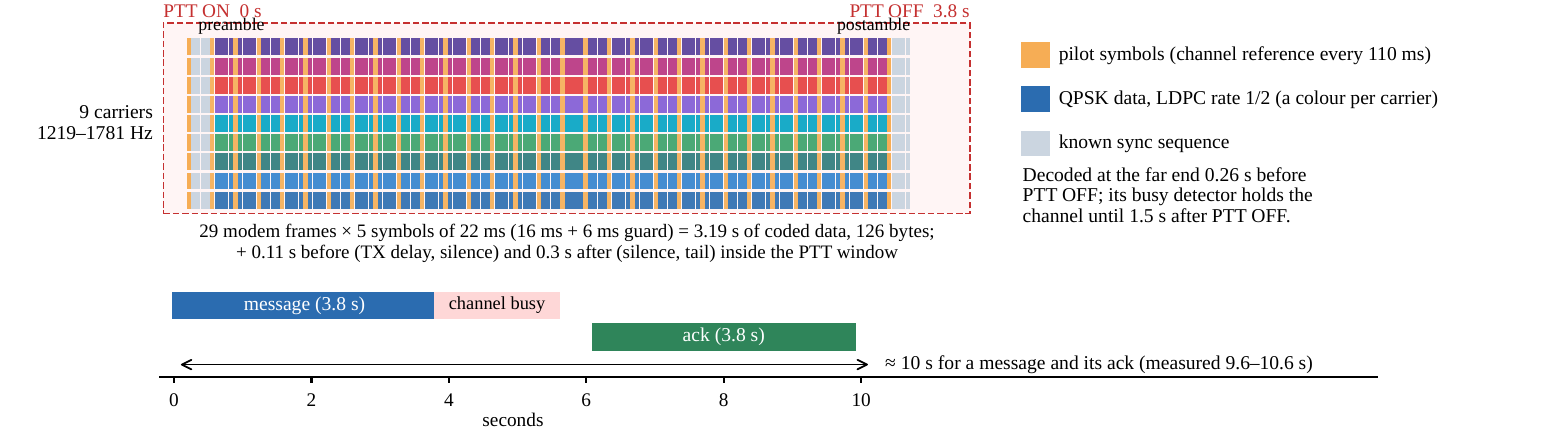 PTT ON  0 s
PTT OFF  3.8 s
preamble
postamble
9 carriers
1219–1781 Hz
pilot symbols (channel reference every 110 ms)
QPSK data, LDPC rate 1/2 (a colour per carrier)
known sync sequence
Decoded at the far end 0.26 s before
PTT OFF; its busy detector holds the
channel until 1.5 s after PTT OFF.
29 modem frames × 5 symbols of 22 ms (16 ms + 6 ms guard) = 3.19 s of coded data, 126 bytes;
+ 0.11 s before (TX delay, silence) and 0.3 s after (silence, tail) inside the PTT window
message (3.8 s)
channel busy
ack (3.8 s)
≈ 10 s for a message and its ack (measured 9.6–10.6 s)
0 2 4 6 8 10
seconds